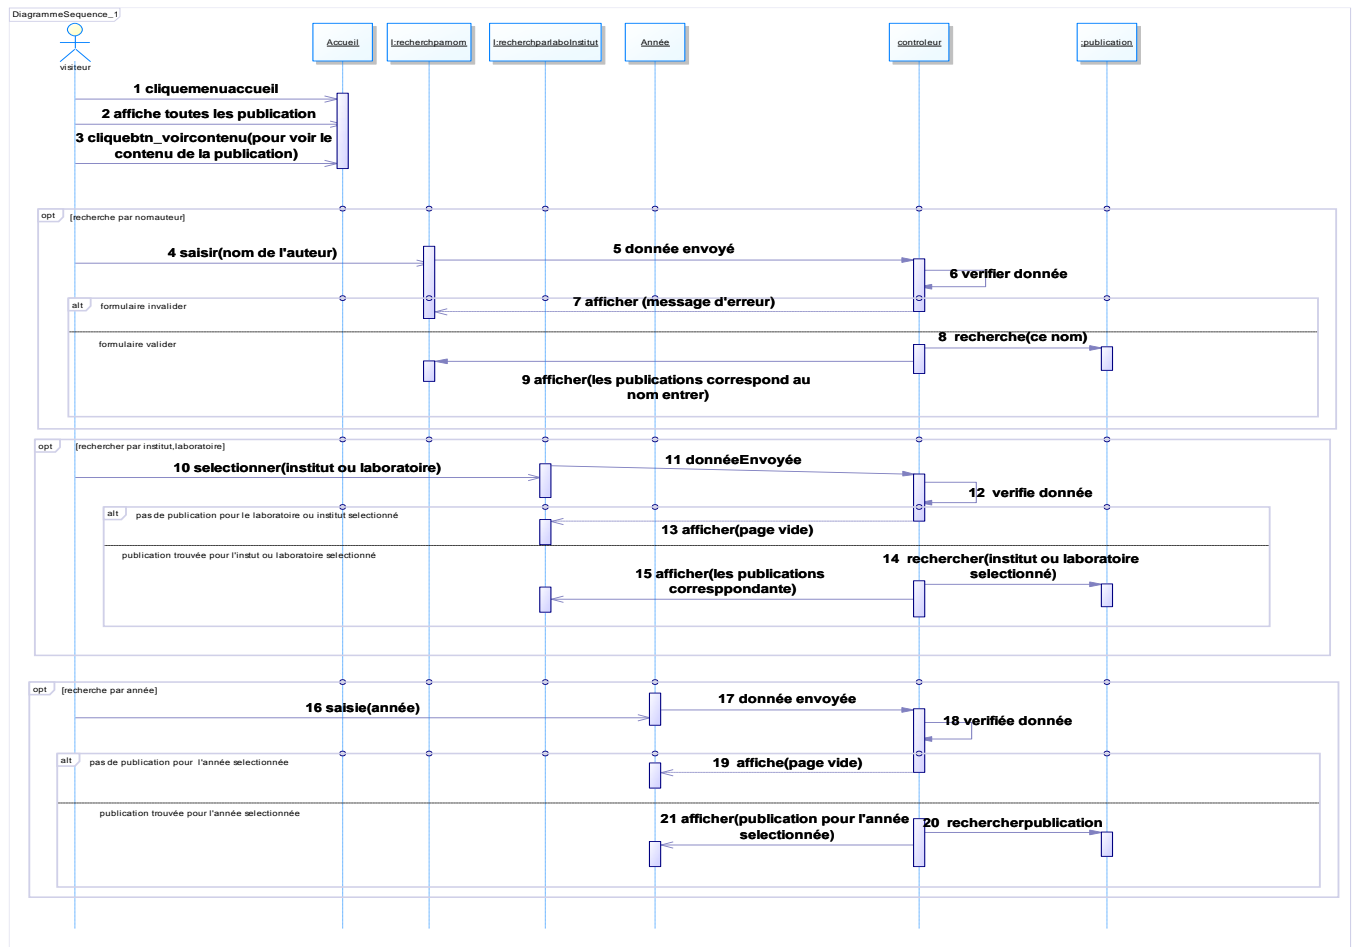 DiagrammeSequence_1
visiteur
Accueil
I:recherchparnom
I:recherchparlaboInstitut
Année
controleur
:publication
1 cliquemenuaccueil
2 affiche toutes les publication
3 cliquebtn_voircontenu(pour voir le
contenu de la publication)
opt
[recherche par nomauteur]
4 saisir(nom de l'auteur)
5 donnée envoyé
6 verifier donnée
alt
formulaire invalider
7 afficher (message d'erreur)
formulaire valider
8 recherche(ce nom)
9 afficher(les publications correspond au
nom entrer)
opt
[rechercher par institut,laboratoire]
10 selectionner(institut ou laboratoire)
11 donnéeEnvoyée
12 verifie donnée
alt
pas de publication pour le laboratoire ou institut selectionné
13 afficher(page vide)
publication trouvée pour l'instut ou laboratoire selectionné
14 rechercher(institut ou laboratoire
selectionné)
15 afficher(les publications
corresppondante)
opt
[recherche par année]
16 saisie(année)
17 donnée envoyée
18 verifiée donnée
alt
pas de publication pour l'année selectionnée
19 affiche(page vide)
publication trouvée pour l'année selectionnée
21 afficher(publication pour l'année
selectionnée)
20 rechercherpublication